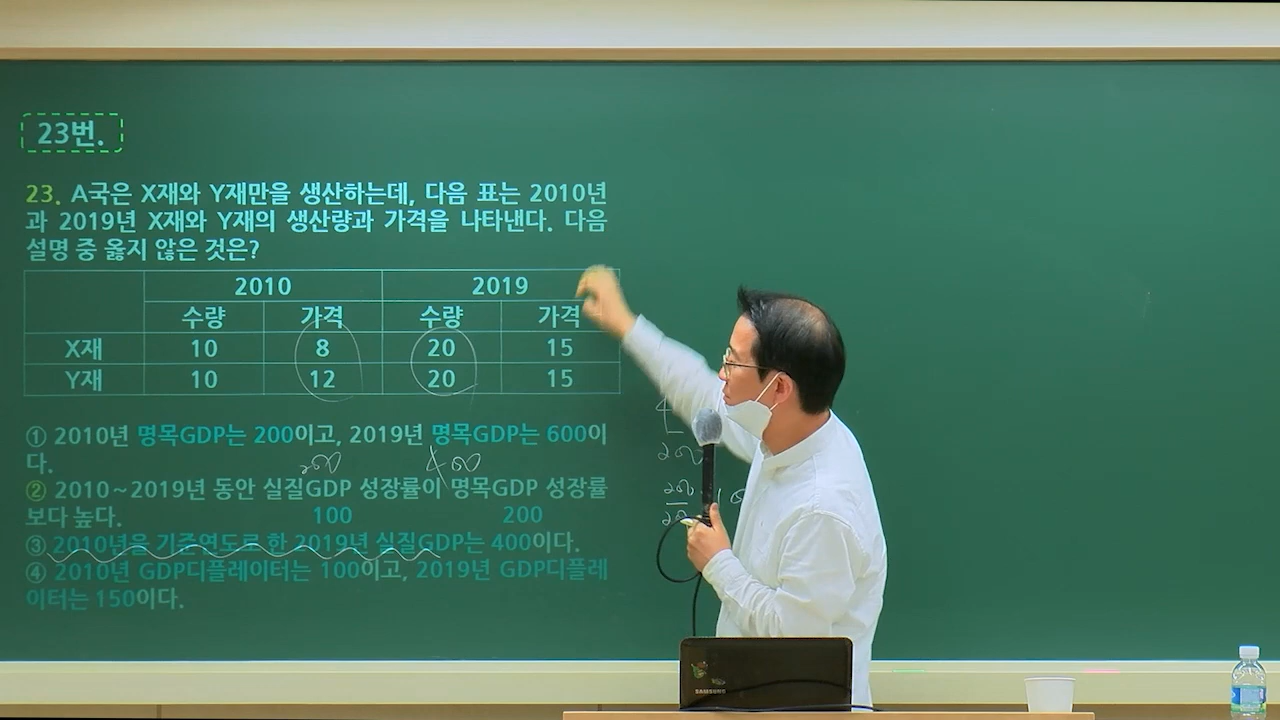 23번.
23. A국은 X재와 Y재만을 생산하는데, 다음 표는 2010년
과 2019년 X재와 Y재의 생산량과 가격을 나타낸다. 다음
설명 중 옳지 않은 것은?
2010 2019
수량 가격 수량 가격
X재 10 8 20 15
Y재 10 12 20 15
① 2010년 명목GDP는 200이고, 2019년 명목GDP는 600이
다.
200 400
② 2010~2019년 동안 실질GDP 성장률이 명목GDP 성장률
보다 높다. 100 200
③ 2010년을 기준연도로 한 2019년 실질GDP는 400이다.
④ 2010년 GDP디플레이터는 100이고, 2019년 GDP디플레
이터는 150이다.
SAMSUNG